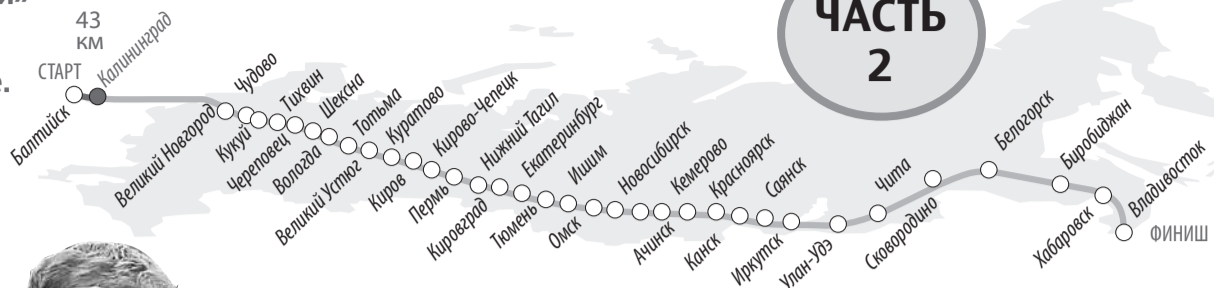 и»
е.
ЧАСТЬ
2
43
км
СТАРТ
Калининград
Балтийск
Великий Новгород
Чудово
Кукуй
Тихвин
Череповец
Шексна
Вологда
Тотьма
Великий Устюг
Куратово
Киров
Кирово-Чепецк
Пермь
Нижний Тагил
Кировград
Екатеринбург
Тюмень
Ишим
Омск
Новосибирск
Ачинск
Кемерово
Канск
Красноярск
Иркутск
Саянск
Улан-Удэ
Чита
Сковородино
Белогорск
Хабаровск
Биробиджан
Владивосток
ФИНИШ